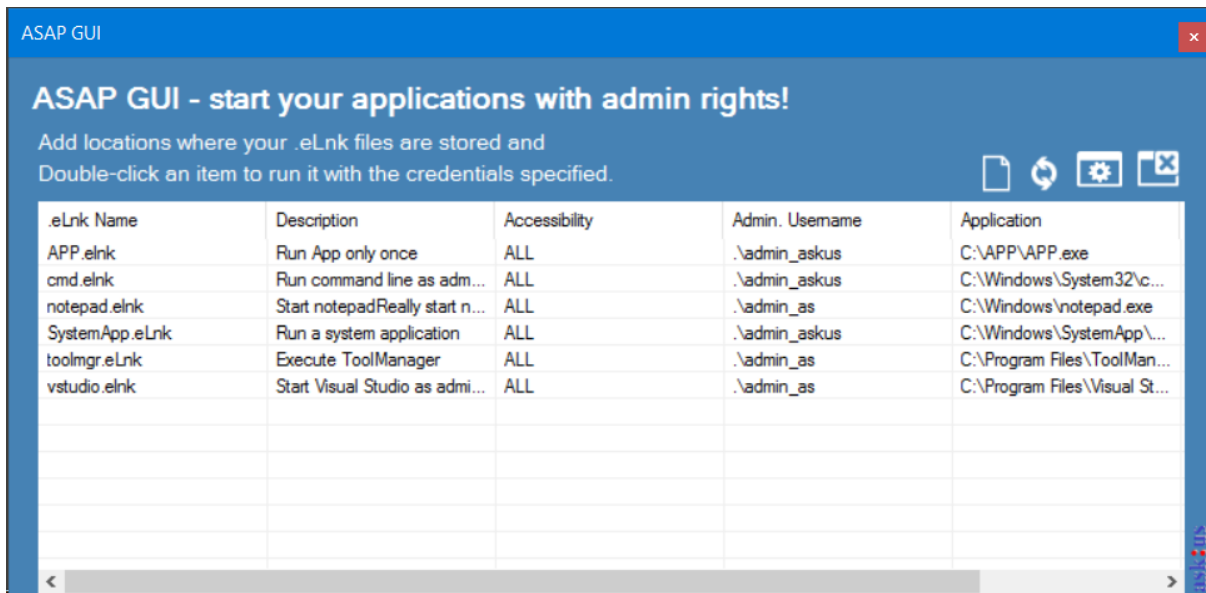 ASAP GUI
ASAP GUI - start your applications with admin rights!
Add locations where your .eLnk files are stored and
Double-click an item to run it with the credentials specified.
.eLnk Name Description Accessibility Admin. Username Application
APP.elnk Run App only once ALL .\admin_askus C:\APP\APP.exe
cmd.elnk Run command line as adm... ALL .\admin_askus C:\Windows\System32\c...
notepad.elnk Start notepadReally start n... ALL .\admin_as C:\Windows\notepad.exe
SystemApp.eLnk Run a system application ALL .\admin_askus C:\Windows\SystemApp\...
toolmgr.eLnk Execute ToolManager ALL .\admin_as C:\Program Files\ToolMan...
vstudio.elnk Start Visual Studio as admi... ALL .\admin_as C:\Program Files\Visual St...
ask:us